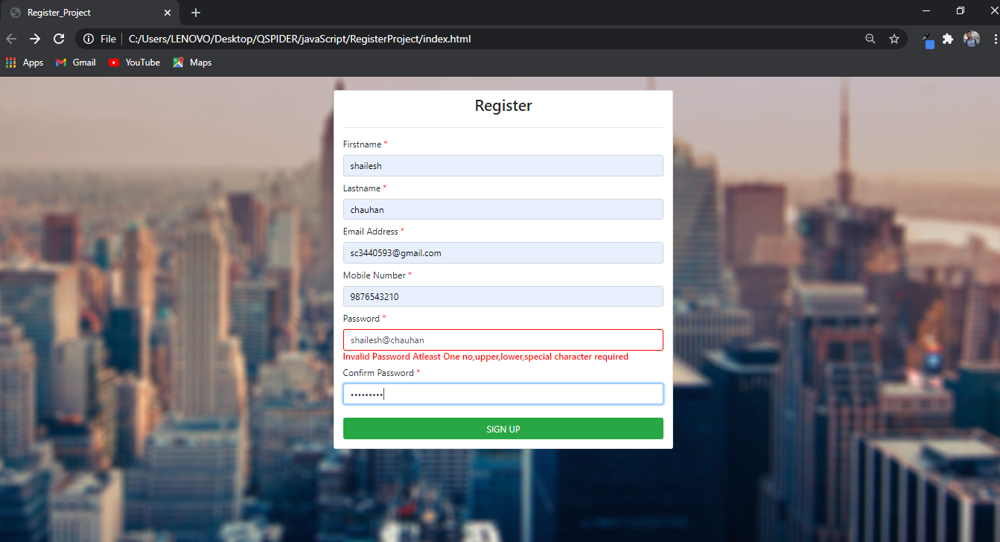 Register_Project
File C:/Users/LENOVO/Desktop/QSPIDER/javaScript/RegisterProject/index.html
Apps Gmail YouTube Maps
Register
Firstname *
shailesh
Lastname *
chauhan
Email Address *
sc3440593@gmail.com
Mobile Number *
9876543210
Password *
shailesh@chauhan
Invalid Password Atleast One no,upper,lower,special character required
Confirm Password *
•••••••••
SIGN UP